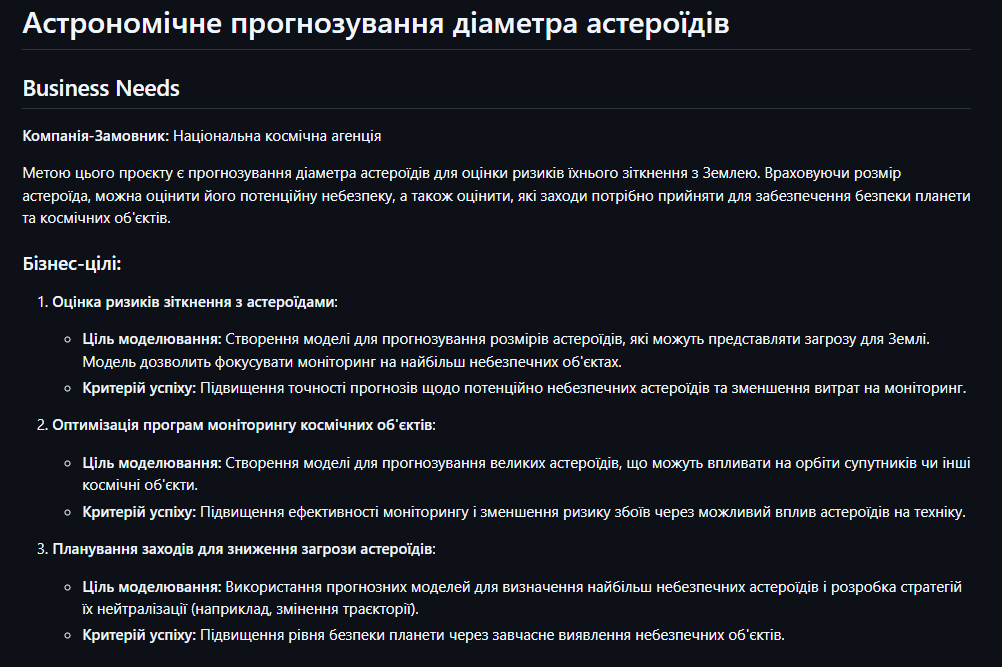 Астрономічне прогнозування діаметра астероїдів
Business Needs
Компанія-Замовник: Національна космічна агенція
Метою цього проєкту є прогнозування діаметра астероїдів для оцінки ризиків їхнього зіткнення з Землею. Враховуючи розмір
астероїда, можна оцінити його потенційну небезпеку, а також оцінити, які заходи потрібно прийняти для забезпечення безпеки планети
та космічних об'єктів.
Бізнес-цілі:
1. Оцінка ризиків зіткнення з астероїдами:
◦ Ціль моделювання: Створення моделі для прогнозування розмірів астероїдів, які можуть представляти загрозу для Землі.
Модель дозволить фокусувати моніторинг на найбільш небезпечних об'єктах.
◦ Критерій успіху: Підвищення точності прогнозів щодо потенційно небезпечних астероїдів та зменшення витрат на моніторинг.
2. Оптимізація програм моніторингу космічних об'єктів:
◦ Ціль моделювання: Створення моделі для прогнозування великих астероїдів, що можуть впливати на орбіти супутників чи інші
космічні об'єкти.
◦ Критерій успіху: Підвищення ефективності моніторингу і зменшення ризику збоїв через можливий вплив астероїдів на техніку.
3. Планування заходів для зниження загрози астероїдів:
◦ Ціль моделювання: Використання прогнозних моделей для визначення найбільш небезпечних астероїдів і розробка стратегій
їх нейтралізації (наприклад, змінення траєкторії).
◦ Критерій успіху: Підвищення рівня безпеки планети через завчасне виявлення небезпечних об'єктів.